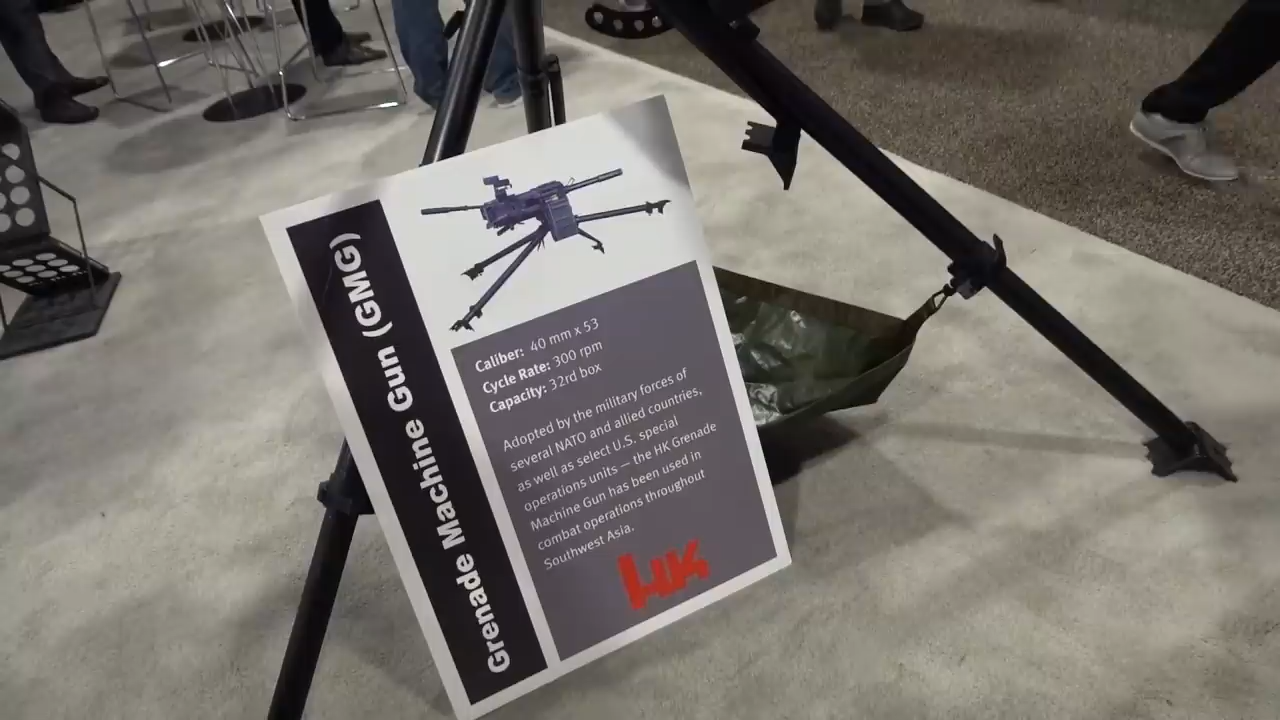 Grenade Machine Gun (GMG)
Caliber: 40 mm x 53
Cycle Rate: 300 rpm
Capacity: 32rd box
Adopted by the military forces of
several NATO and allied countries,
as well as select U.S. special
operations units — the HK Grenade
Machine Gun has been used in
combat operations throughout
Southwest Asia.
HK